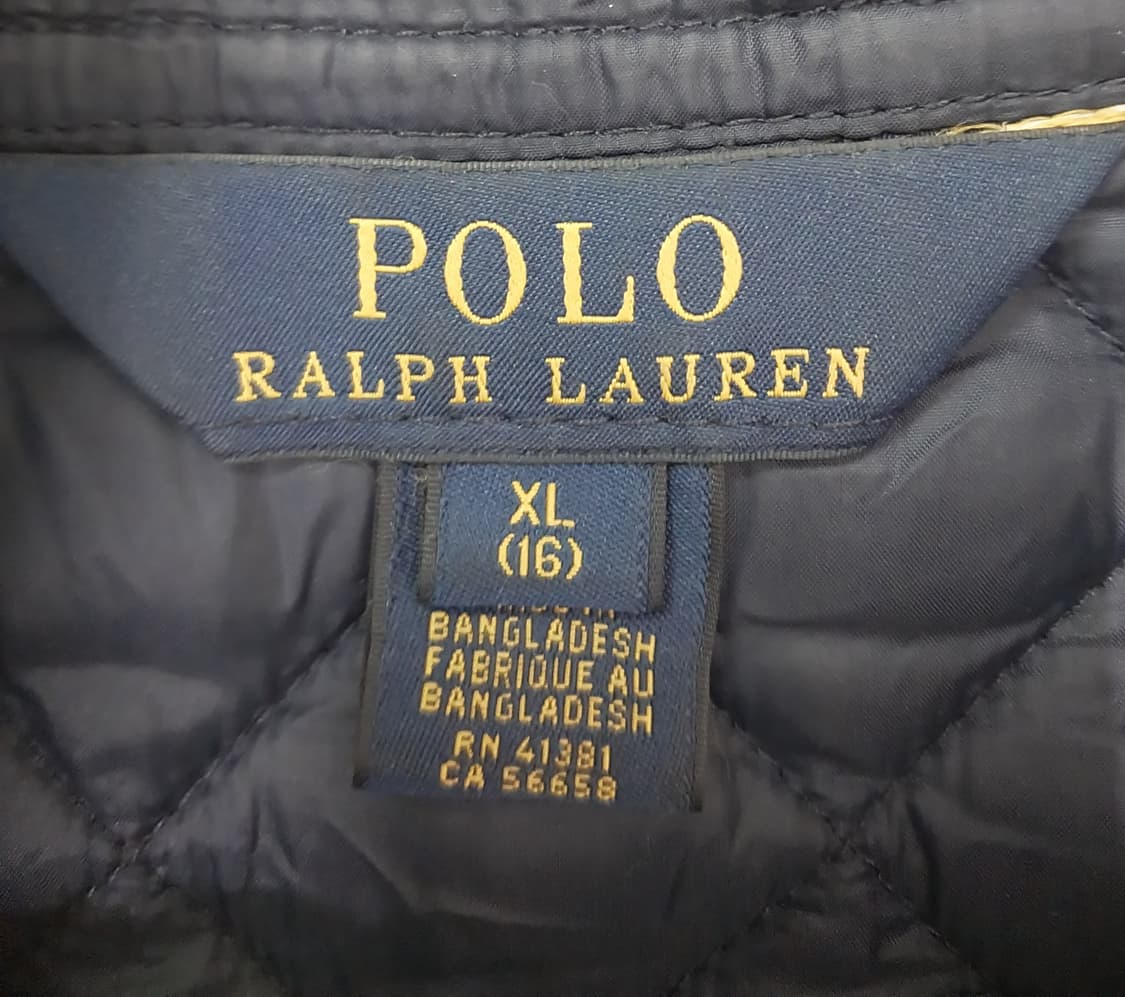 POLO
RALPH LAUREN
XL
(16)
BANGLADESH
FABRIQUE AU
BANGLADESH
RN 41381
CA 56658